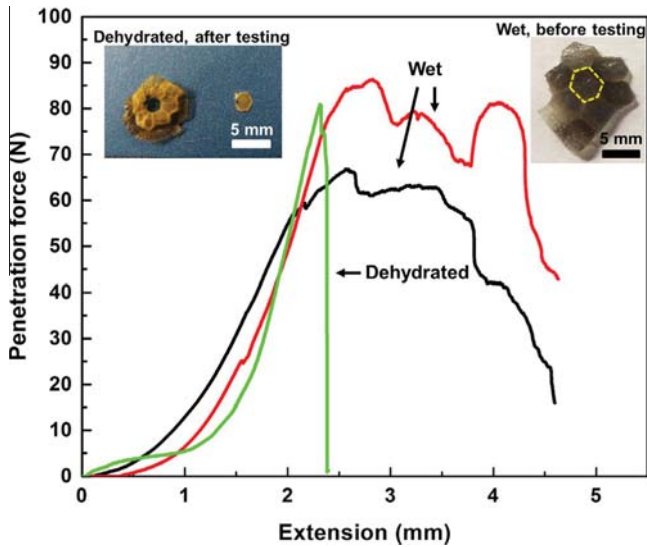 Dehydrated, after testing
5 mm
Wet, before testing
5 mm
Wet
Dehydrated
Penetration force (N)
100
90
80
70
60
50
40
30
20
10
0
0
1
2
3
4
5
Extension (mm)